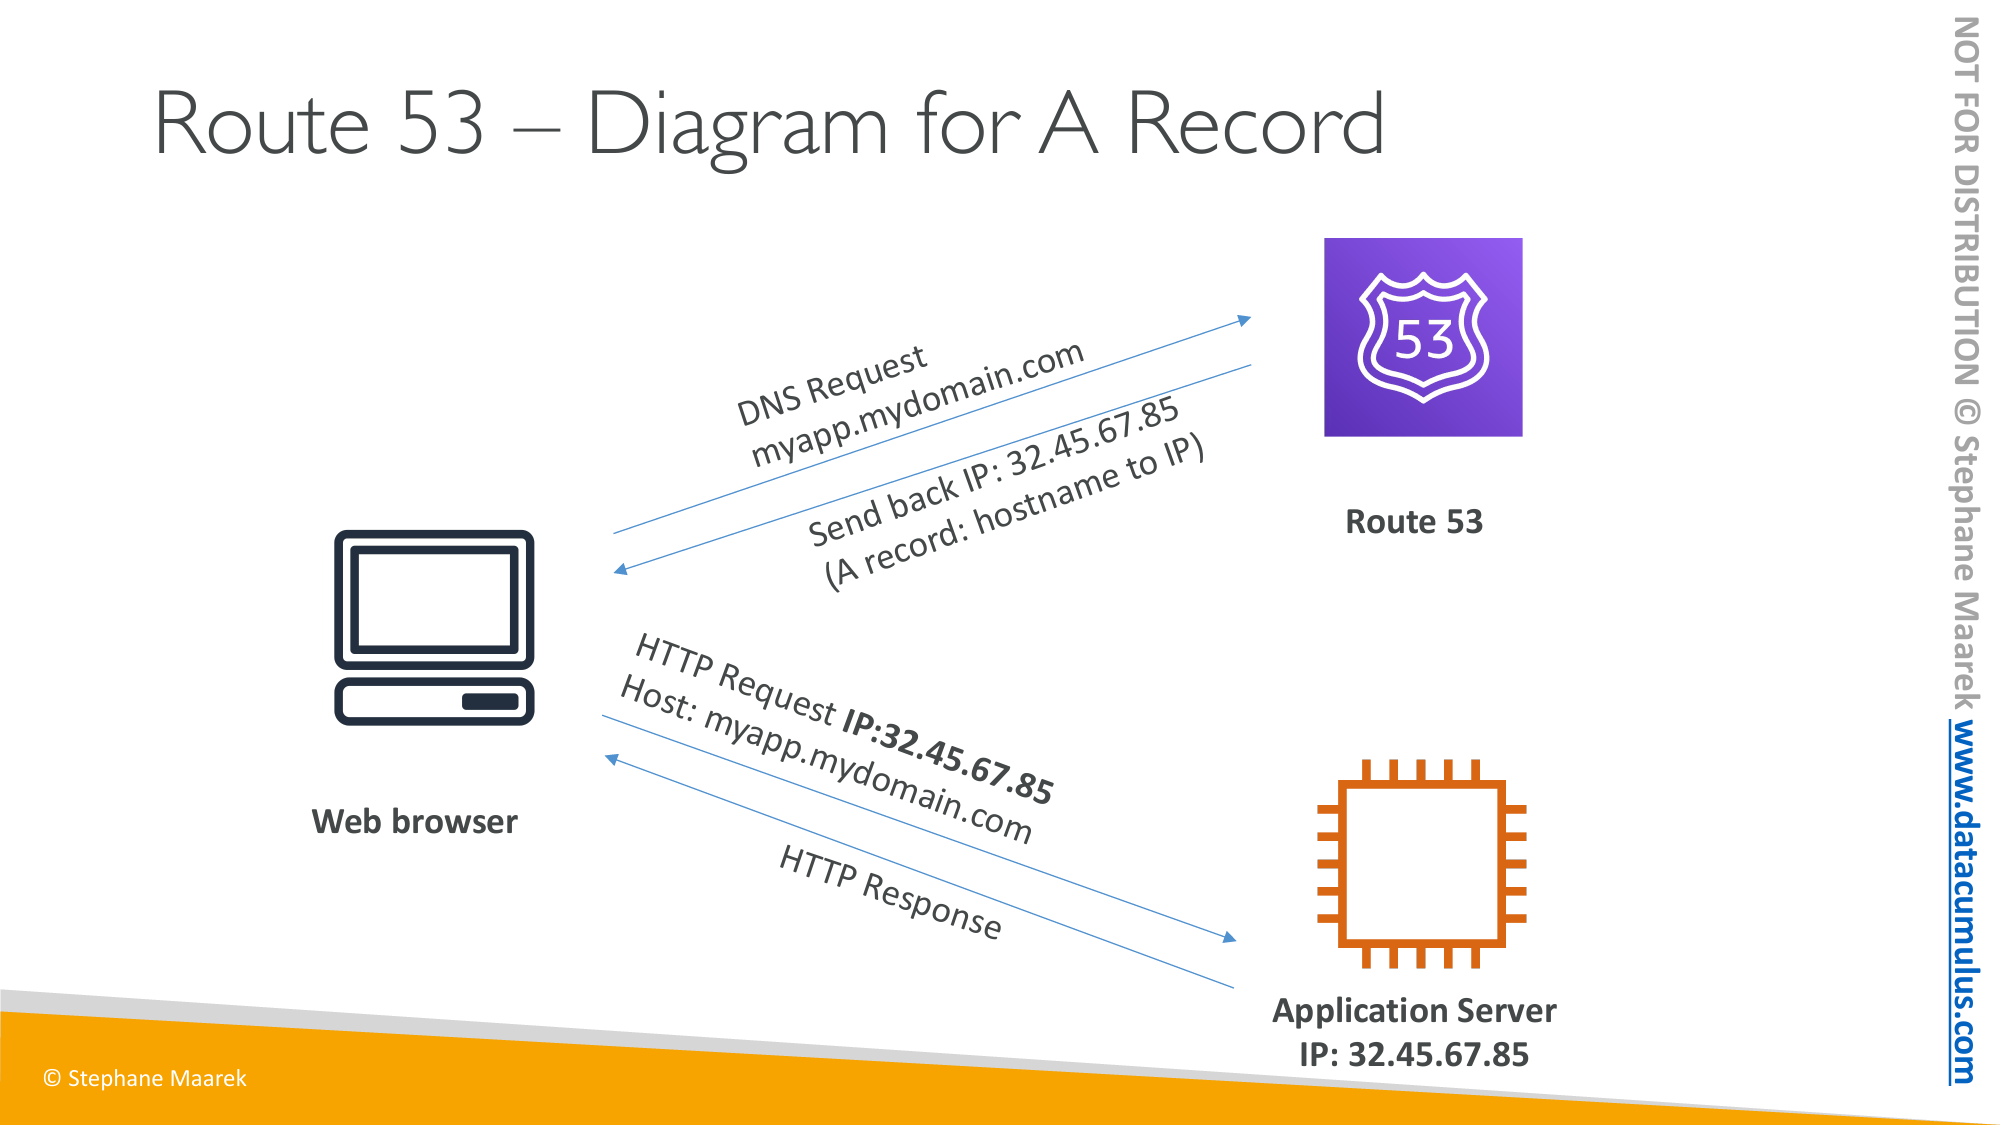 Route 53 – Diagram for A Record
DNS Request
myapp.mydomain.com
53
Send back IP: 32.45.67.85
(A record: hostname to IP)
Route 53
HTTP Request IP:32.45.67.85
Host: myapp.mydomain.com
Web browser
HTTP Response
Application Server
IP: 32.45.67.85
© Stephane Maarek
NOT FOR DISTRIBUTION © Stephane Maarek www.datacumulus.com